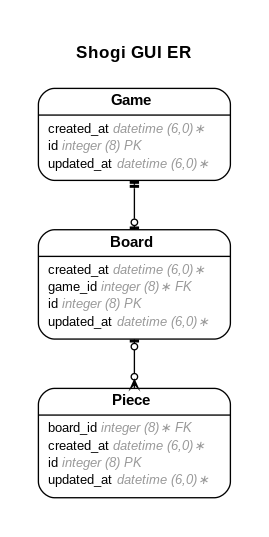 Shogi GUI ER
Game
created_at datetime (6,0) ∗
id integer (8) PK
updated_at datetime (6,0) ∗
Board
created_at datetime (6,0) ∗
game_id integer (8) ∗ FK
id integer (8) PK
updated_at datetime (6,0) ∗
Piece
board_id integer (8) ∗ FK
created_at datetime (6,0) ∗
id integer (8) PK
updated_at datetime (6,0) ∗